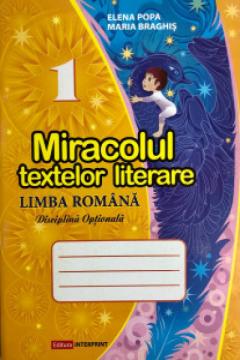 ELENA POPA
MARIA BRAGHIȘ
1
Miracolul
textelor literare
LIMBA ROMÂNĂ
Disciplină Opțională
Editura INTERPRINT